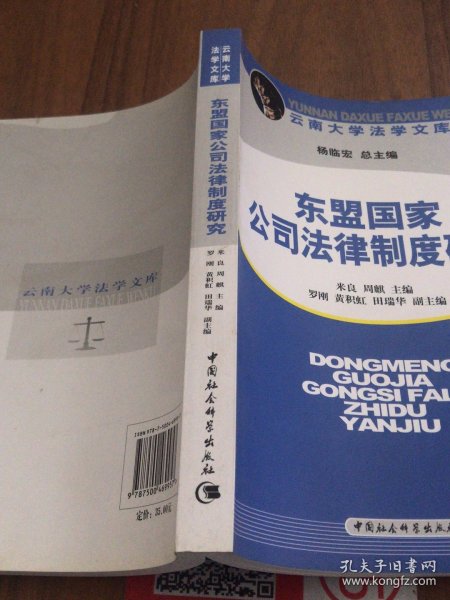 云南大学
法学文库
东盟国家公司法律制度研究
米良 周麒 主编
罗刚 黄积虹 田瑞华 副主编
中国社会科学出版社
云南大学法学文库
定价：35.00元
YUNNAN DAXUE FAXUE WE
云南大学法学文库
杨临宏 总主编
东盟国家
公司法律制度研
米良 周麒 主编
罗刚 黄积虹 田瑞华 副主编
DONGMENG
GUOJIA
GONGSI FAL
ZHIDU
YANJIU
中国社会科学出版
孔夫子旧书网
www.kongfz.com